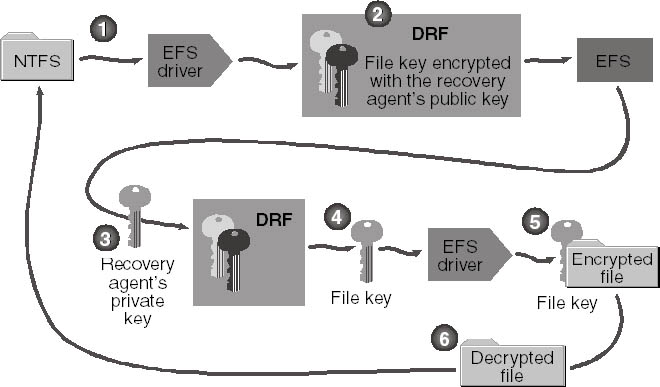 1
2
NTFS
EFS
driver
DRF
File key encrypted
with the recovery
agent's public key
EFS
3
Recovery
agent's
private
key
DRF
4
File key
EFS
driver
5
Encrypted
file
File key
6
Decrypted
file